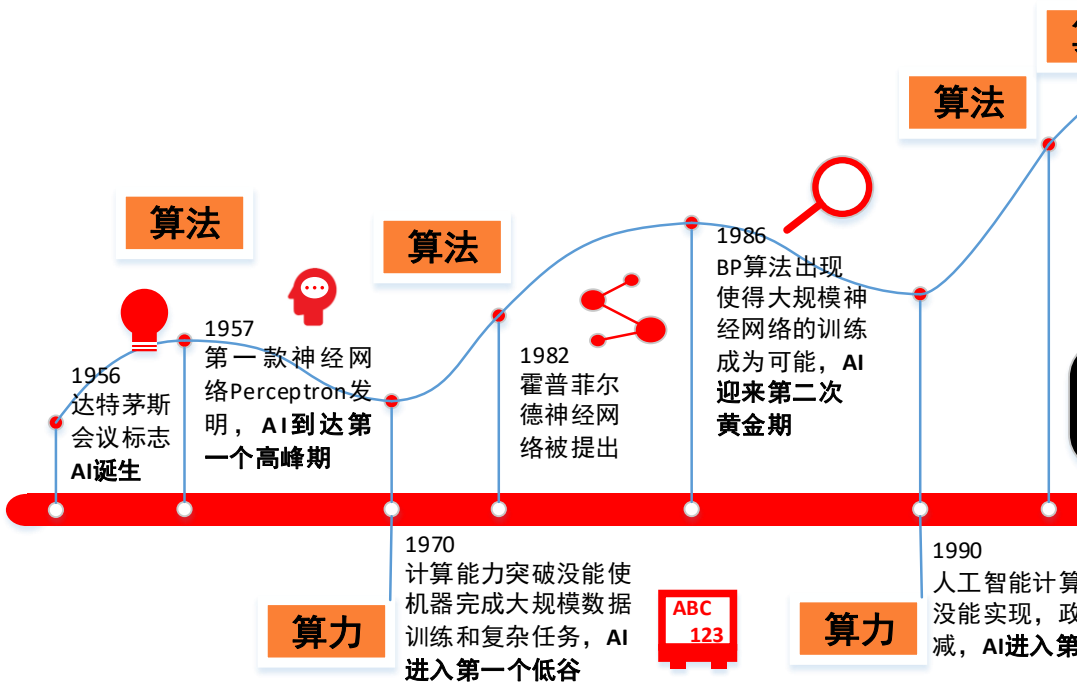 算法
算法
算法
1956
达特茅斯
会议标志
AI诞生
1957
第一款神经网
络Perceptron发
明，AI到达第
一个高峰期
1982
霍普菲尔
德神经网
络被提出
1986
BP算法出现
使得大规模神
经网络的训练
成为可能，AI
迎来第二次
黄金期
算力
1970
计算能力突破没能使
机器完成大规模数据
训练和复杂任务，AI
进入第一个低谷
ABC
123
算力
1990
人工智能计算
没能实现，政
减，AI进入第